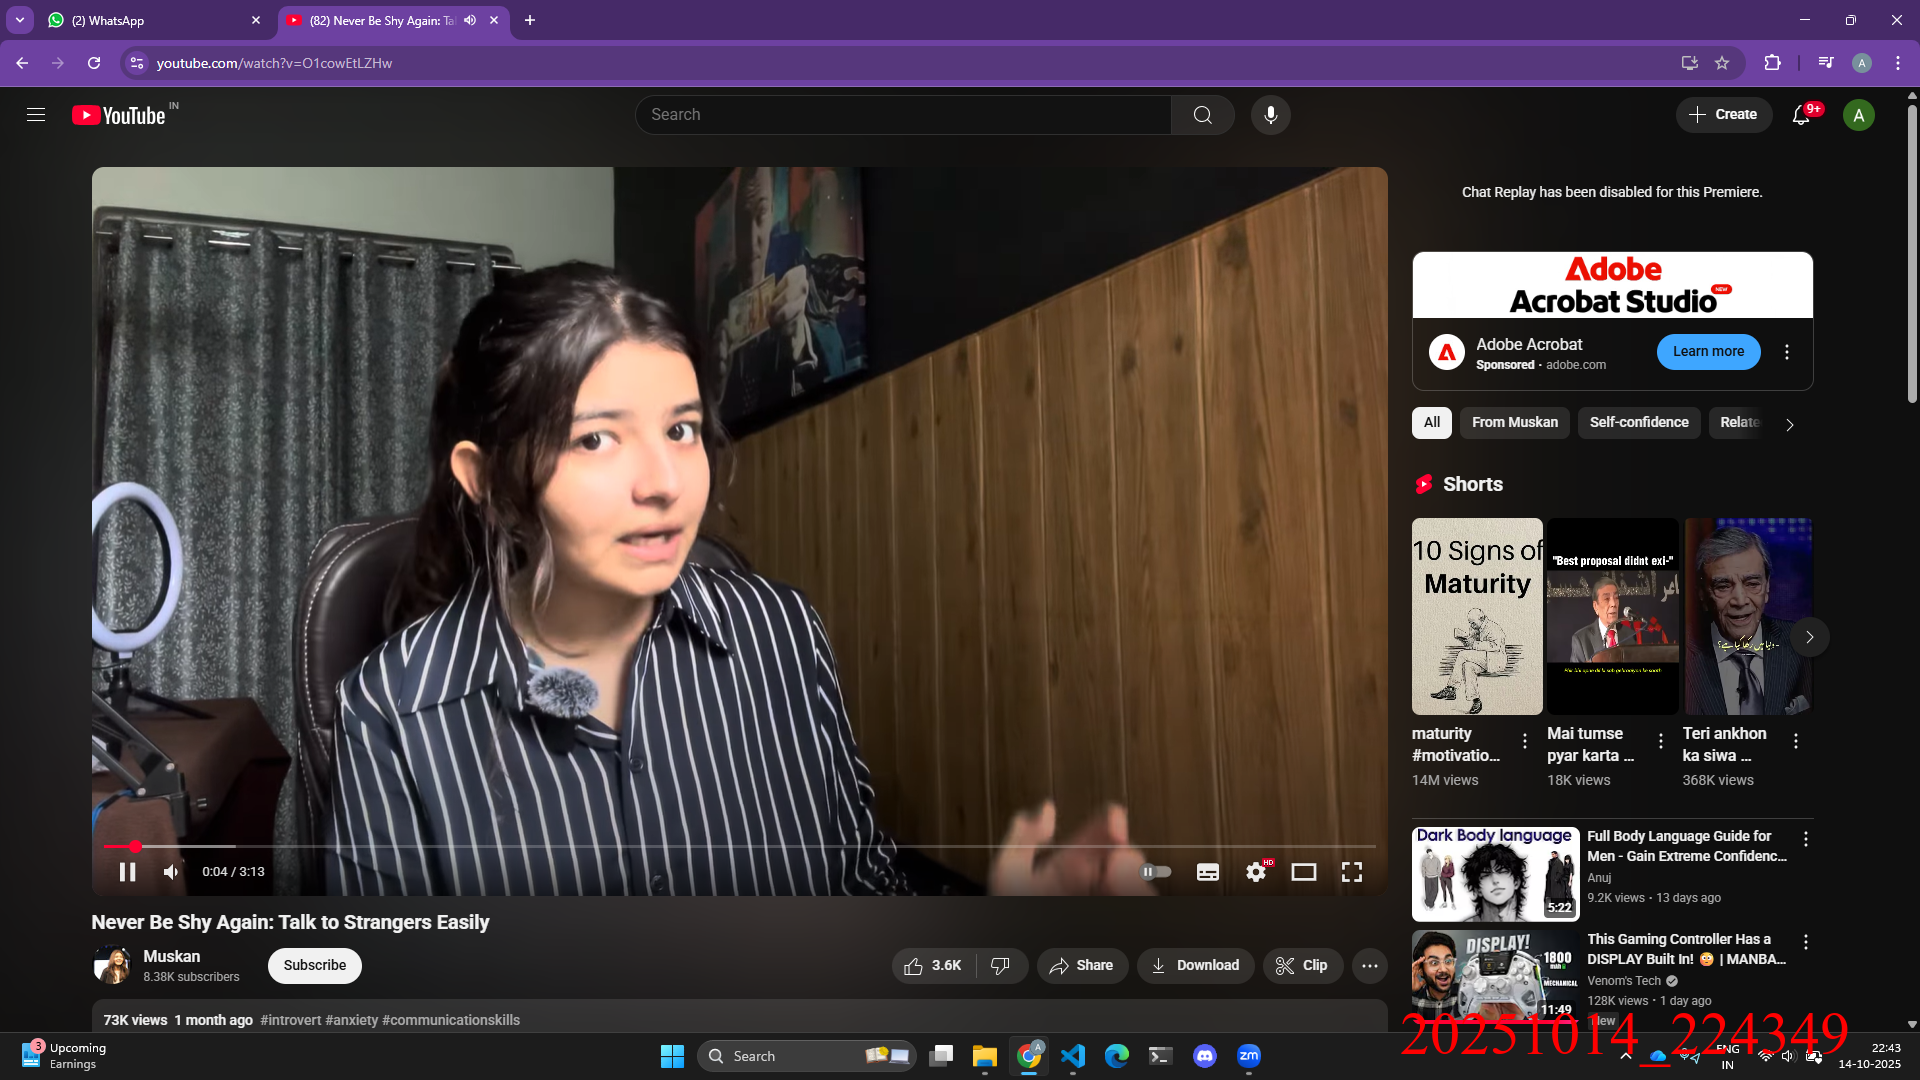 (2) WhatsApp
(82) Never Be Shy Again: Ta
youtube.com/watch?v=O1cowEtLZHw
YouTube IN
Search
Create
9+
A
Chat Replay has been disabled for this Premiere.
Adobe
Acrobat Studio NEW
Adobe Acrobat
Sponsored · adobe.com
Learn more
All
From Muskan
Self-confidence
Relate
Shorts
10 Signs of
Maturity
"Best proposal didnt exi-"
maturity
#motivatio...
14M views
Mai tumse
pyar karta ...
18K views
Teri ankhon
ka siwa ...
368K views
0:04 / 3:13
HD
Never Be Shy Again: Talk to Strangers Easily
Muskan
8.38K subscribers
Subscribe
3.6K
Share
Download
Clip
73K views 1 month ago #introvert #anxiety #communicationskills
Dark Body language
5:22
Full Body Language Guide for
Men - Gain Extreme Confidenc...
Anuj
9.2K views · 13 days ago
DISPLAY!
1800
MECHANICAL
11:49
This Gaming Controller Has a
DISPLAY Built In! 😳 | MANBA...
Venom's Tech
128K views · 1 day ago
New
20251014_224349
3
Upcoming
Earnings
Search
A
zm
ENG
IN
22:43
14-10-2025